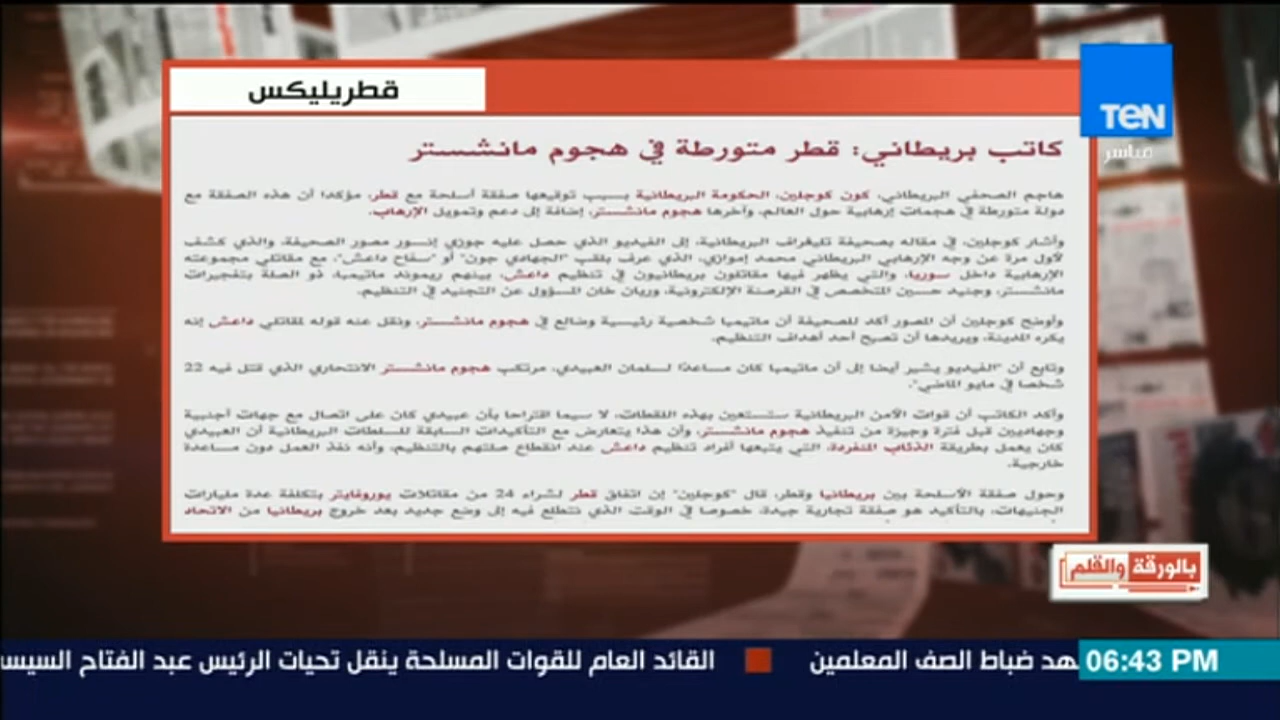 قطريليكس
TEN
مباشر
كاتب بريطاني: قطر متورطة في هجوم مانشستر
هاجم الصحفي البريطاني، كون كوجلين، الحكومة البريطانية بسبب توقيعها صفقة أسلحة مع قطر، مؤكدا أن هذه الصفقة مع
دولة متورطة في هجمات إرهابية حول العالم، وآخرها هجوم مانشستر، إضافة إلى دعم وتمويل الإرهاب.
وأشار كوجلين، في مقاله بصحيفة تليغراف البريطانية، إلى الفيديو الذي حصل عليه جوزي إنسور مصور الصحيفة، والذي كشف
لأول مرة عن وجه الإرهابي البريطاني محمد إموازي، الذي عرف بلقب "الجهادي جون" أو "سفاح داعش"، مع مقاتلي مجموعته
الإرهابية داخل سوريا، والتي يظهر فيها مقاتلون بريطانيون في تنظيم داعش، بينهم ريموند ماتيمبا، ذو الصلة بتفجيرات
مانشستر، وجنيد حسين المتخصص في القرصنة الإلكترونية، وريان خان المسؤول عن التجنيد في التنظيم.
وأوضح كوجلين أن المصور أكد للصحيفة أن ماتيمبا شخصية رئيسية وضالع في هجوم مانشستر، ونقل عنه قوله لمقاتلي داعش إنه
يكره المدينة، ويريدها أن تصبح أحد أهداف التنظيم.
وتابع أن "الفيديو يشير أيضا إلى أن ماتيمبا كان مساعدًا لسلمان العبيدي، مرتكب هجوم مانشستر الانتحاري الذي قتل فيه 22
شخصا في مايو الماضي".
وأكد الكاتب أن قوات الأمن البريطانية ستستعين بهذه اللقطات، لا سيما اقتراحا بأن عبيدي كان على اتصال مع جهات أجنبية
وجهاديين قبل فترة وجيزة من تنفيذ هجوم مانشستر، وأن هذا يتعارض مع التأكيدات السابقة للسلطات البريطانية أن العبيدي
كان يعمل بطريقة الذئاب المنفردة، التي يتبعها أفراد تنظيم داعش عند انقطاع صلتهم بالتنظيم، وأنه نفذ العمل دون مساعدة
خارجية.
وحول صفقة الأسلحة بين بريطانيا وقطر، قال "كوجلين" إن اتفاق قطر لشراء 24 من مقاتلات يوروفايتر بتكلفة عدة مليارات
الجنيهات، بالتأكيد هو صفقة تجارية جيدة، خصوصا في الوقت الذي نتطلع فيه إلى وضع جديد بعد خروج بريطانيا من الاتحاد
بالورقة والقلم
06:43 PM
هد ضباط الصف المعلمين
القائد العام للقوات المسلحة ينقل تحيات الرئيس عبد الفتاح السيس